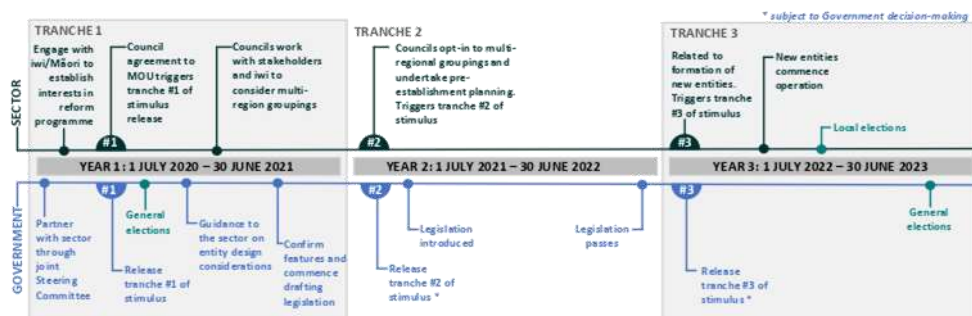 * subject to Government decision-making
TRANCHE 1
Engage with
iwi/Māori to
establish
interests in
reform
programme
Council
agreement to
MOU triggers
tranche #1 of
stimulus
release
Councils work
with stakeholders
and iwi to
consider multi-
region groupings
TRANCHE 2
Councils opt-in to multi-
regional groupings and
undertake pre-
establishment planning.
Triggers tranche #2 of
stimulus
TRANCHE 3
Related to
formation of
new entities.
Triggers tranche
#3 of stimulus
New entities
commence
operation
Local elections
SECTOR
#1
#2
#3
YEAR 1: 1 JULY 2020 – 30 JUNE 2021
YEAR 2: 1 JULY 2021 – 30 JUNE 2022
YEAR 3: 1 JULY 2022 – 30 JUNE 2023
GOVERNMENT
#1
#2
#3
Partner
with sector
through
joint
Steering
Committee
Release
tranche #1 of
stimulus
General
elections
Guidance to
the sector on
entity design
considerations
Confirm
features and
commence
drafting
legislation
Release
tranche #2 of
stimulus *
Legislation
introduced
Legislation
passes
Release
tranche #3 of
stimulus *
General
elections